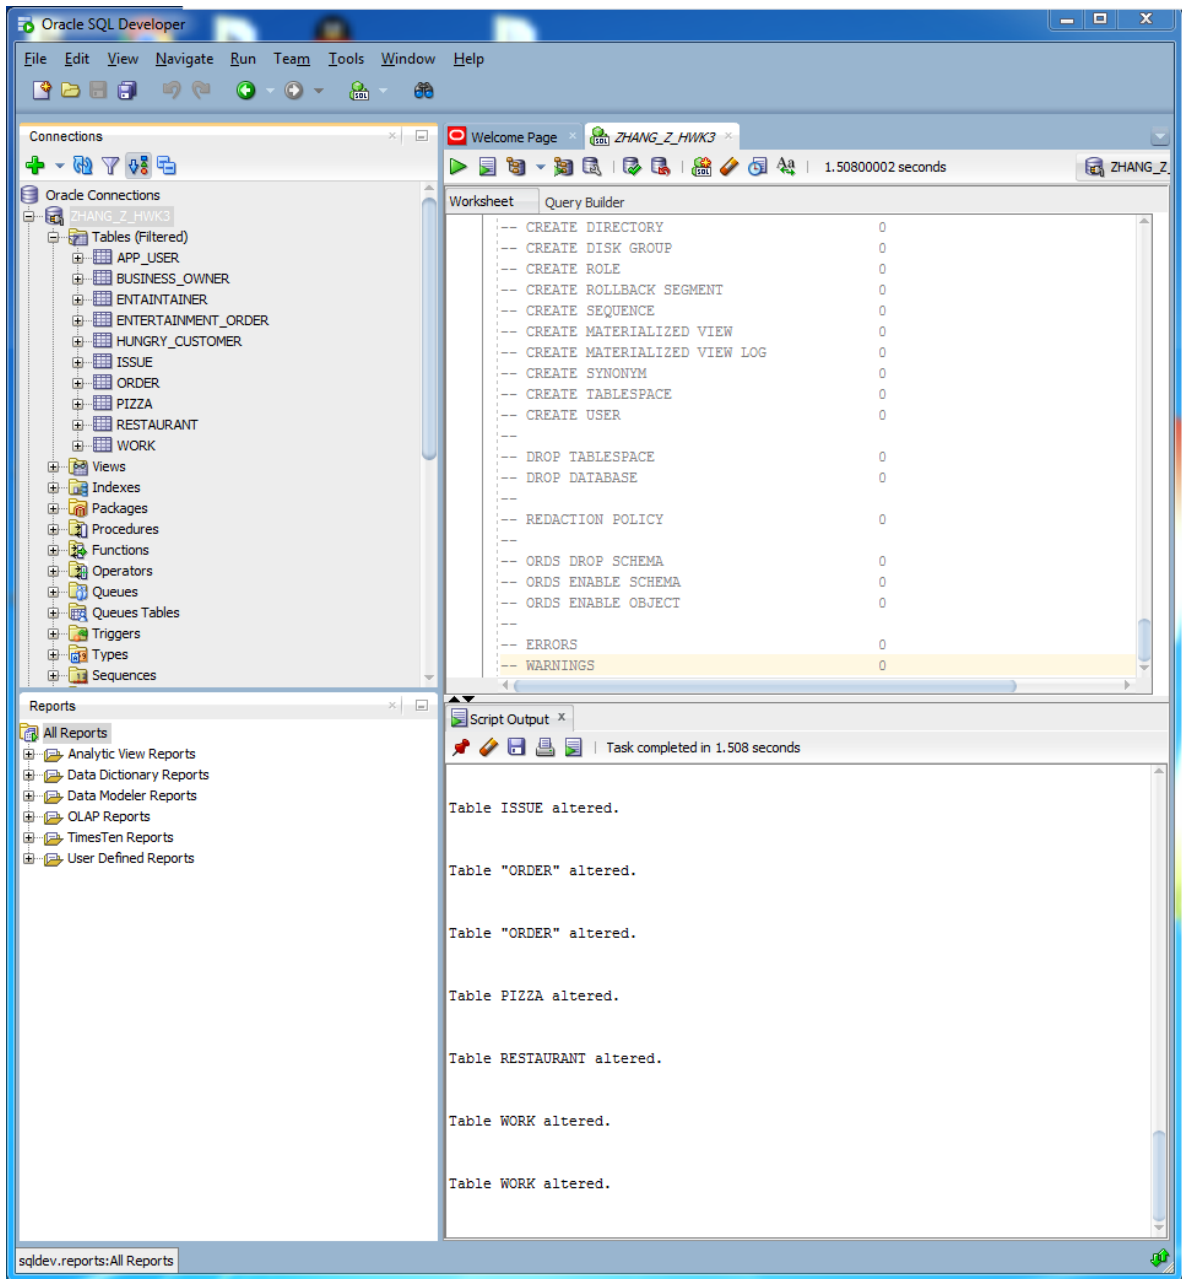 Oracle SQL Developer
File Edit View Navigate Run Team Tools Window Help
Connections
Oracle Connections
ZHANG_Z_HWK3
Tables (Filtered)
APP_USER
BUSINESS_OWNER
ENTAINTAINER
ENTERTAINMENT_ORDER
HUNGRY_CUSTOMER
ISSUE
ORDER
PIZZA
RESTAURANT
WORK
Views
Indexes
Packages
Procedures
Functions
Operators
Queues
Queues Tables
Triggers
Types
Sequences
Reports
All Reports
Analytic View Reports
Data Dictionary Reports
Data Modeler Reports
OLAP Reports
TimesTen Reports
User Defined Reports
Welcome Page ZHANG_Z_HWK3
1.50800002 seconds ZHANG_Z_
Worksheet Query Builder
-- CREATE DIRECTORY 0
-- CREATE DISK GROUP 0
-- CREATE ROLE 0
-- CREATE ROLLBACK SEGMENT 0
-- CREATE SEQUENCE 0
-- CREATE MATERIALIZED VIEW 0
-- CREATE MATERIALIZED VIEW LOG 0
-- CREATE SYNONYM 0
-- CREATE TABLESPACE 0
-- CREATE USER 0
--
-- DROP TABLESPACE 0
-- DROP DATABASE 0
--
-- REDACTION POLICY 0
--
-- ORDS DROP SCHEMA 0
-- ORDS ENABLE SCHEMA 0
-- ORDS ENABLE OBJECT 0
--
-- ERRORS 0
-- WARNINGS 0
Script Output x
Task completed in 1.508 seconds
Table ISSUE altered.
Table "ORDER" altered.
Table "ORDER" altered.
Table PIZZA altered.
Table RESTAURANT altered.
Table WORK altered.
Table WORK altered.
sqldev.reports:All Reports